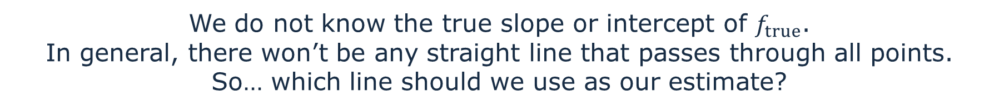 We do not know the true slope or intercept of f_true.
In general, there won’t be any straight line that passes through all points.
So… which line should we use as our estimate?